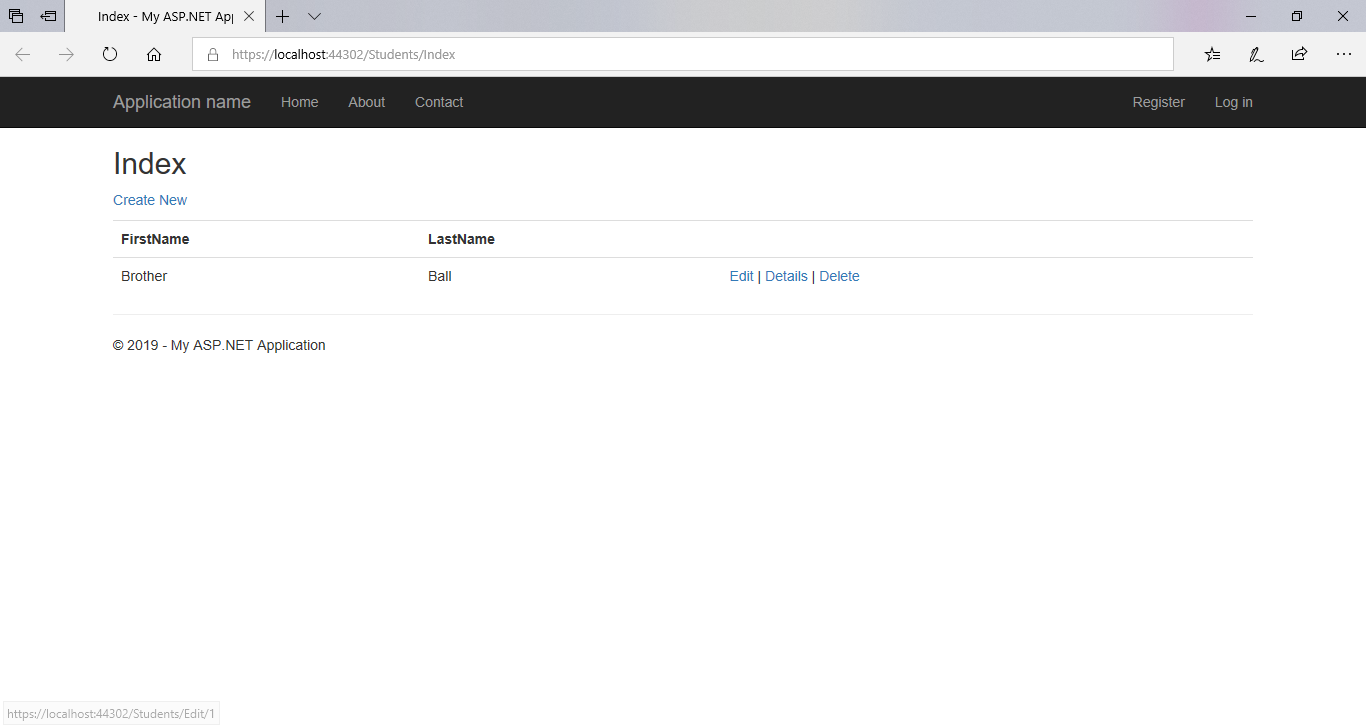 Index - My ASP.NET Ap
https://localhost:44302/Students/Index
Application name Home About Contact Register Log in
Index
Create New
FirstName LastName
Brother Ball Edit | Details | Delete
© 2019 - My ASP.NET Application
https://localhost:44302/Students/Edit/1